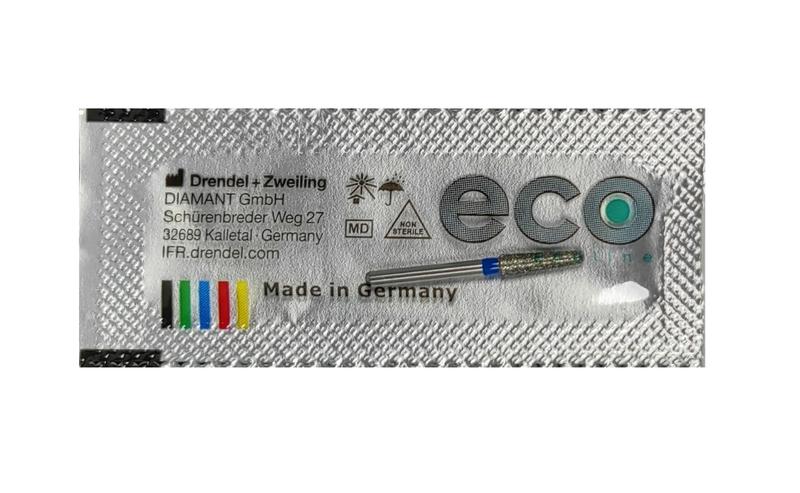 Drendel + Zweiling
DIAMANT GmbH
Schürenbreder Weg 27
32689 Kalletal · Germany
IFR.drendel.com
MD
NON
STERILE
eco
line
Made in Germany